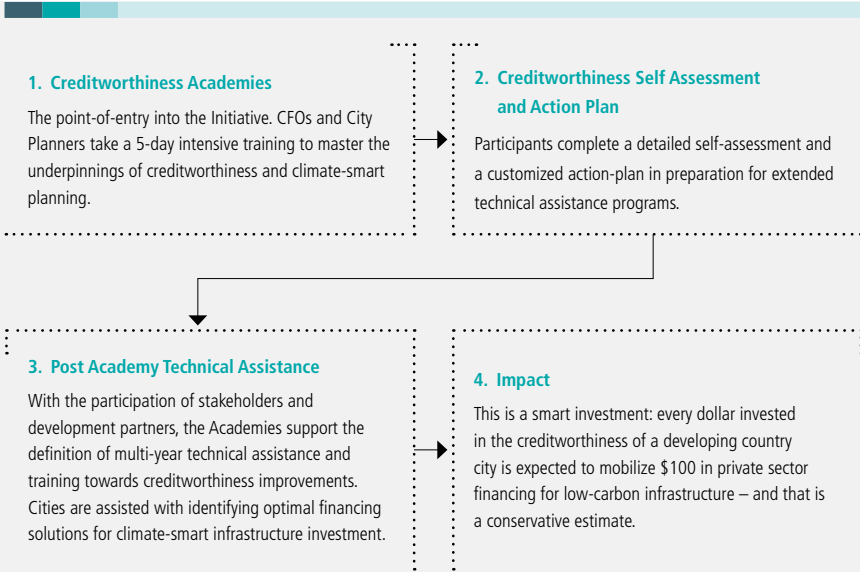 1. Creditworthiness Academies
The point-of-entry into the Initiative. CFOs and City
Planners take a 5-day intensive training to master the
underpinnings of creditworthiness and climate-smart
planning.
2. Creditworthiness Self Assessment
and Action Plan
Participants complete a detailed self-assessment and
a customized action-plan in preparation for extended
technical assistance programs.
3. Post Academy Technical Assistance
With the participation of stakeholders and
development partners, the Academies support the
definition of multi-year technical assistance and
training towards creditworthiness improvements.
Cities are assisted with identifying optimal financing
solutions for climate-smart infrastructure investment.
4. Impact
This is a smart investment: every dollar invested
in the creditworthiness of a developing country
city is expected to mobilize $100 in private sector
financing for low-carbon infrastructure – and that is
a conservative estimate.